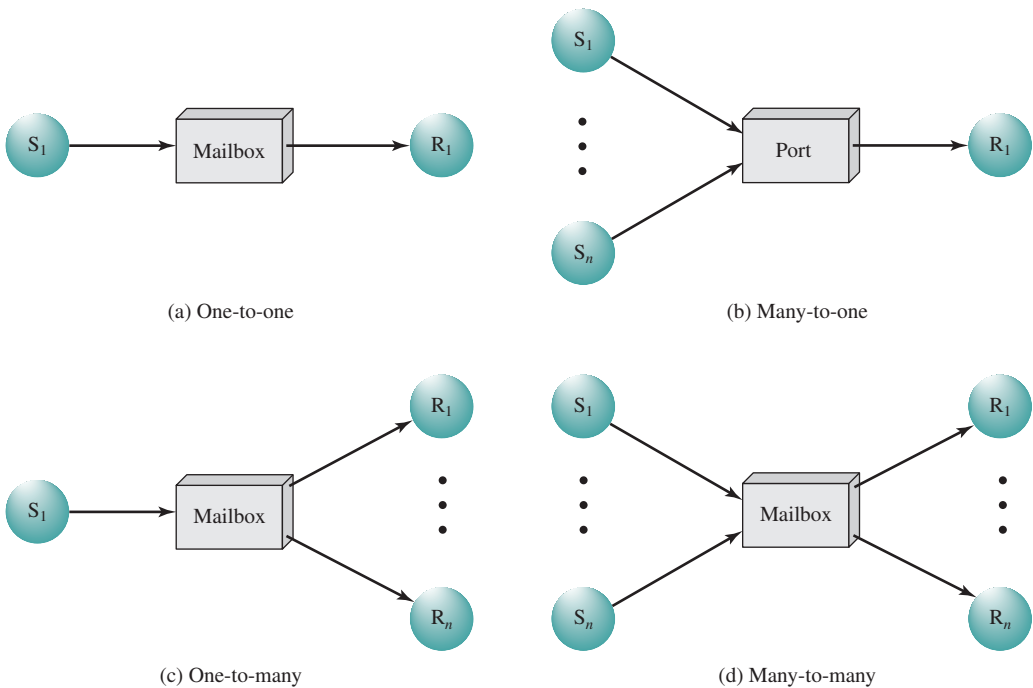 S1
Mailbox
R1
(a) One-to-one
S1
Sn
Port
R1
(b) Many-to-one
S1
Mailbox
R1
Rn
(c) One-to-many
S1
Sn
Mailbox
R1
Rn
(d) Many-to-many